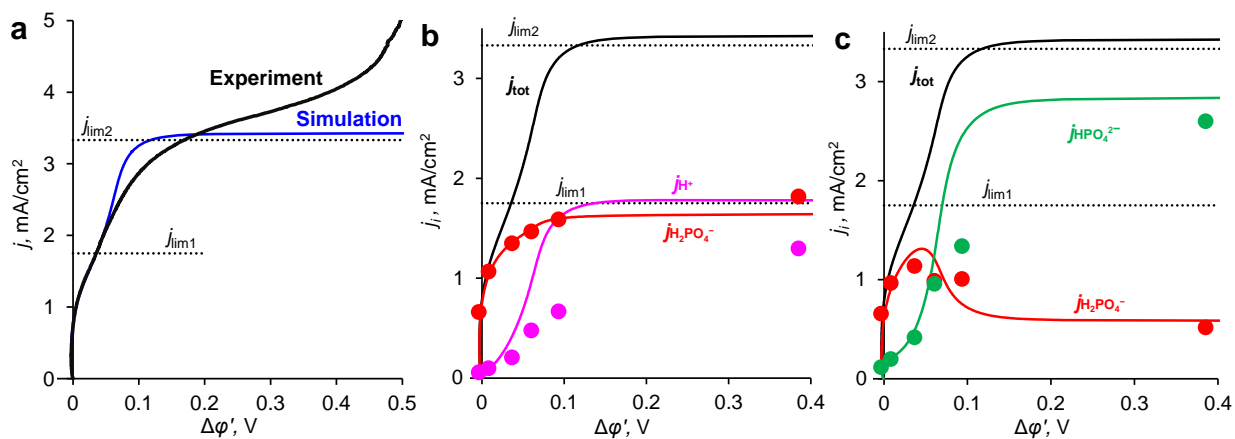 a
5
4
3
2
1
0
j, mA/cm²
Experiment
Simulation
jlim2
jlim1
0
0.1
0.2
0.3
0.4
0.5
Δφ′, V
b
3
2
1
0
ji, mA/cm²
jlim2
jtot
jlim1
jH⁺
jH₂PO₄⁻
0
0.1
0.2
0.3
0.4
Δφ′, V
c
3
2
1
0
ji, mA/cm²
jlim2
jtot
jHPO₄²⁻
jlim1
jH₂PO₄⁻
0
0.1
0.2
0.3
0.4
Δφ′, V